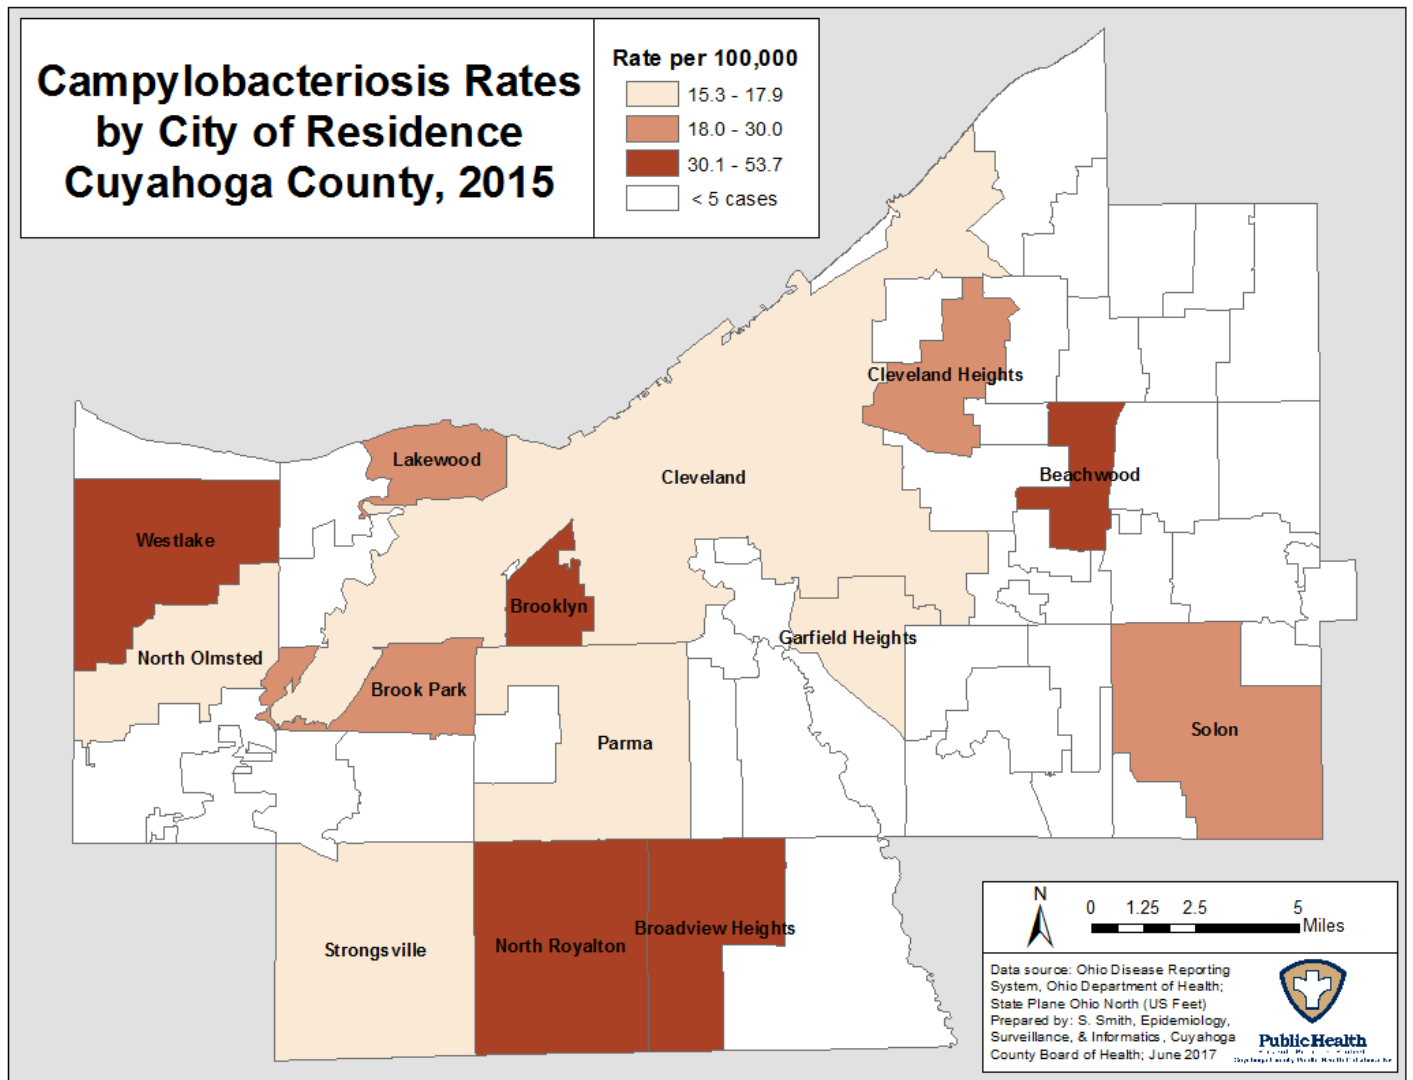 Campylobacteriosis Rates
by City of Residence
Cuyahoga County, 2015
Rate per 100,000
15.3 - 17.9
18.0 - 30.0
30.1 - 53.7
< 5 cases
Cleveland Heights
Lakewood
Cleveland
Beachwood
Westlake
Brooklyn
Garfield Heights
North Olmsted
Brook Park
Parma
Solon
Broadview Heights
North Royalton
Strongsville
N
0 1.25 2.5 5
Miles
Data source: Ohio Disease Reporting
System, Ohio Department of Health;
State Plane Ohio North (US Feet)
Prepared by: S. Smith, Epidemiology,
Surveillance, & Informatics, Cuyahoga
County Board of Health; June 2017
PublicHealth